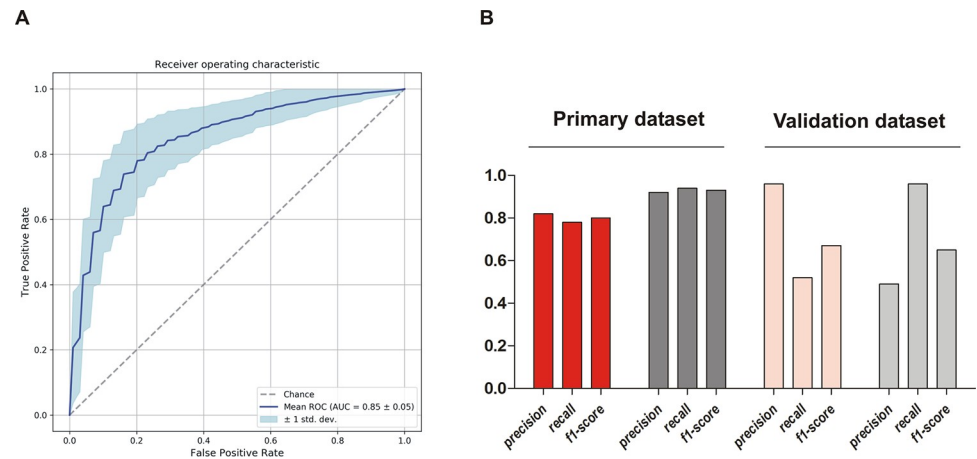 A
B
Receiver operating characteristic
True Positive Rate
1.0
0.8
0.6
0.4
0.2
0.0
0.0 0.2 0.4 0.6 0.8 1.0
False Positive Rate
Chance
Mean ROC (AUC = 0.85 ± 0.05)
± 1 std. dev.
Primary dataset
Validation dataset
1.0
0.8
0.6
0.4
0.2
0.0
precision recall f1-score precision recall f1-score precision recall f1-score precision recall f1-score